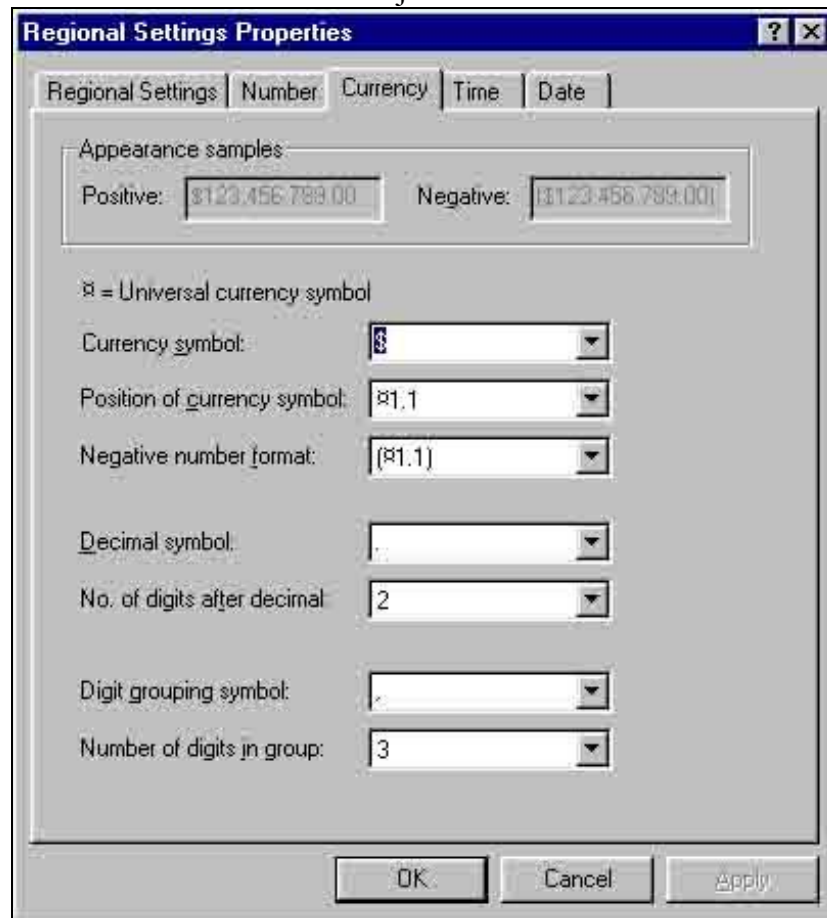 Regional Settings Properties
Regional Settings Number Currency Time Date
Appearance samples
Positive: $123,456,789.00 Negative: ($123,456,789.00)
¤ = Universal currency symbol
Currency symbol: $
Position of currency symbol: ¤1.1
Negative number format: (¤1.1)
Decimal symbol: .
No. of digits after decimal: 2
Digit grouping symbol: ,
Number of digits in group: 3
OK Cancel Apply